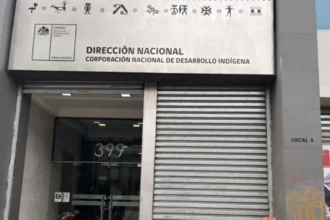 DIRECCIÓN NACIONAL
CORPORACIÓN NACIONAL DE DESARROLLO INDÍGENA
399
LOCAL 5